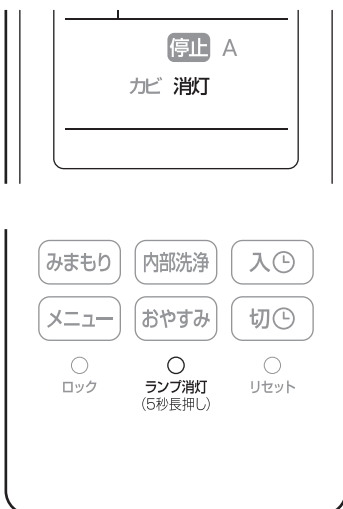 停止 A
カビ 消灯
みまもり 内部洗浄 入
メニュー おやすみ 切
ロック ランプ消灯 リセット
(5秒長押し)